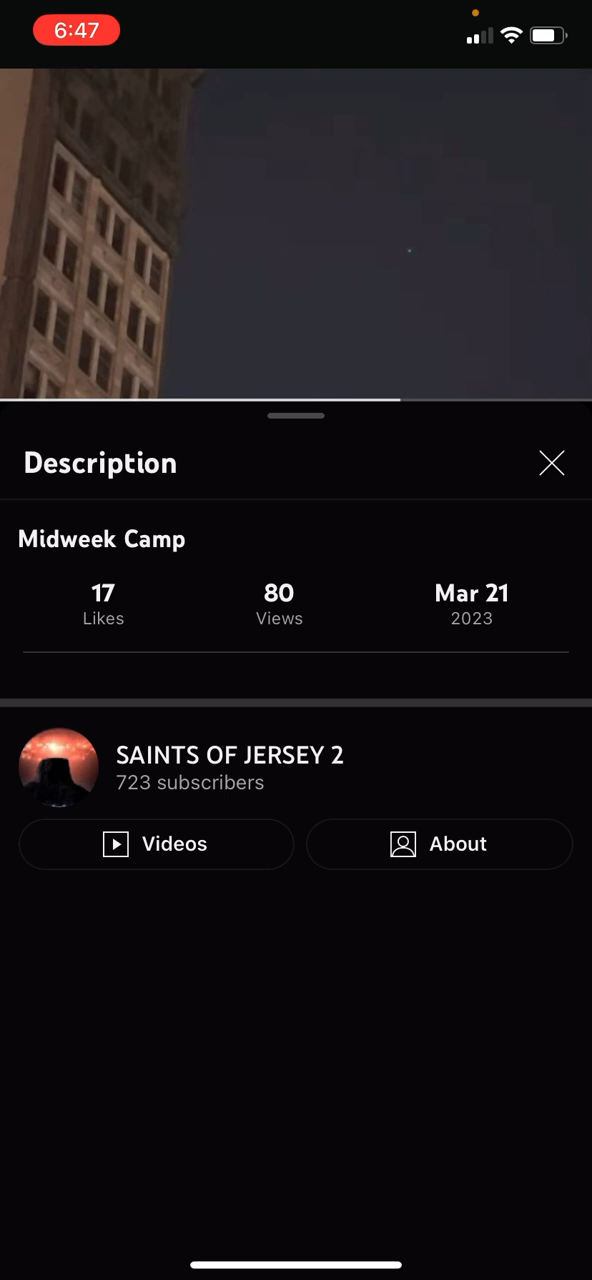 6:47
Description
Midweek Camp
17
Likes
80
Views
Mar 21
2023
SAINTS OF JERSEY 2
723 subscribers
Videos
About